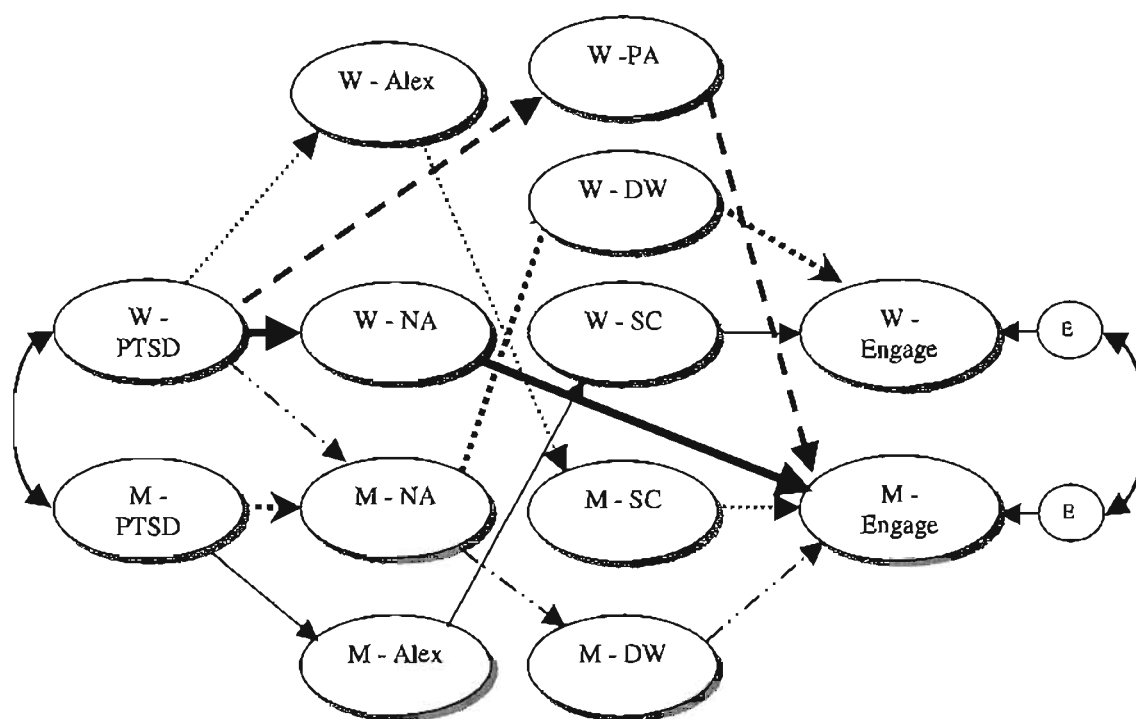 W - Alex
W -PA
W - DW
W -
PTSD
W - NA
W - SC
W -
Engage
E
M -
PTSD
M - NA
M - SC
M -
Engage
E
M - Alex
M - DW